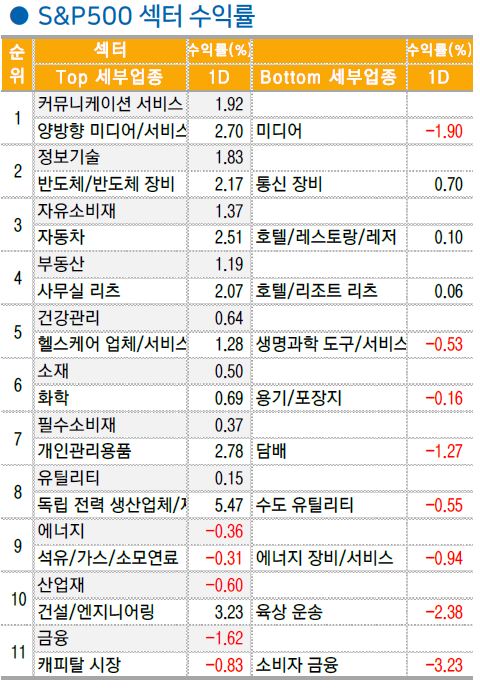 ● S&P500 섹터 수익률
순위 섹터 수익률(%) 수익률(%)
Top 세부업종 1D Bottom 세부업종 1D
1 커뮤니케이션 서비스 1.92
양방향 미디어/서비스 2.70 미디어 -1.90
2 정보기술 1.83
반도체/반도체 장비 2.17 통신 장비 0.70
3 자유소비재 1.37
자동차 2.51 호텔/레스토랑/레저 0.10
4 부동산 1.19
사무실 리츠 2.07 호텔/리조트 리츠 0.06
5 건강관리 0.64
헬스케어 업체/서비스 1.28 생명과학 도구/서비스 -0.53
6 소재 0.50
화학 0.69 용기/포장지 -0.16
7 필수소비재 0.37
개인관리용품 2.78 담배 -1.27
8 유틸리티 0.15
독립 전력 생산업체/ 5.47 수도 유틸리티 -0.55
9 에너지 -0.36
석유/가스/소모연료 -0.31 에너지 장비/서비스 -0.94
10 산업재 -0.60
건설/엔지니어링 3.23 육상 운송 -2.38
11 금융 -1.62
캐피탈 시장 -0.83 소비자 금융 -3.23